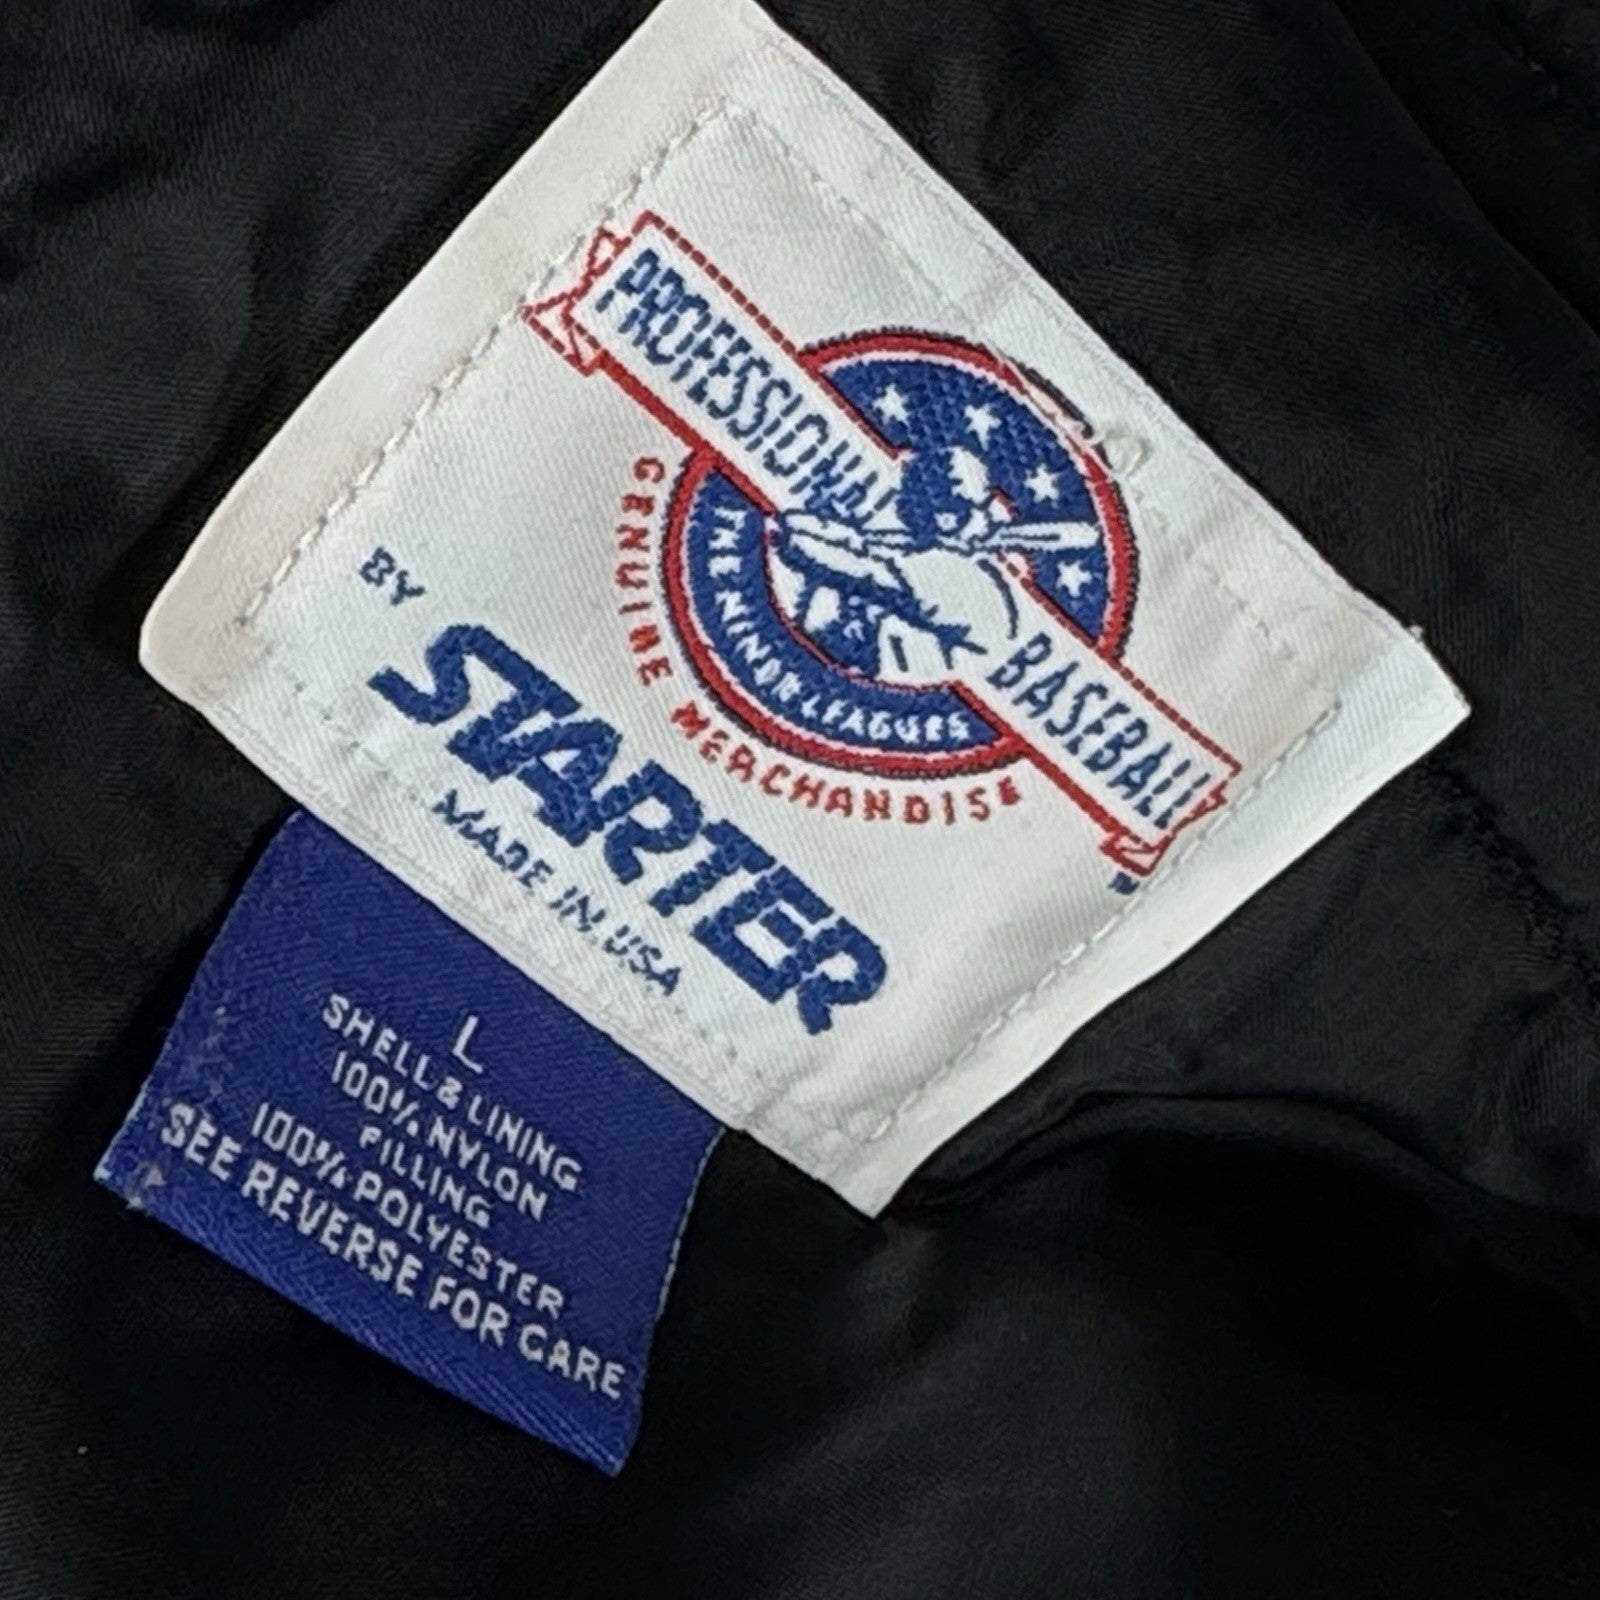 PROFESSIONAL BASEBALL
THE MINOR LEAGUES
GENUINE MERCHANDISE
TM
BY
STARTER
MADE IN USA
L
SHELL & LINING
100% NYLON
FILLING
100% POLYESTER
SEE REVERSE FOR CARE